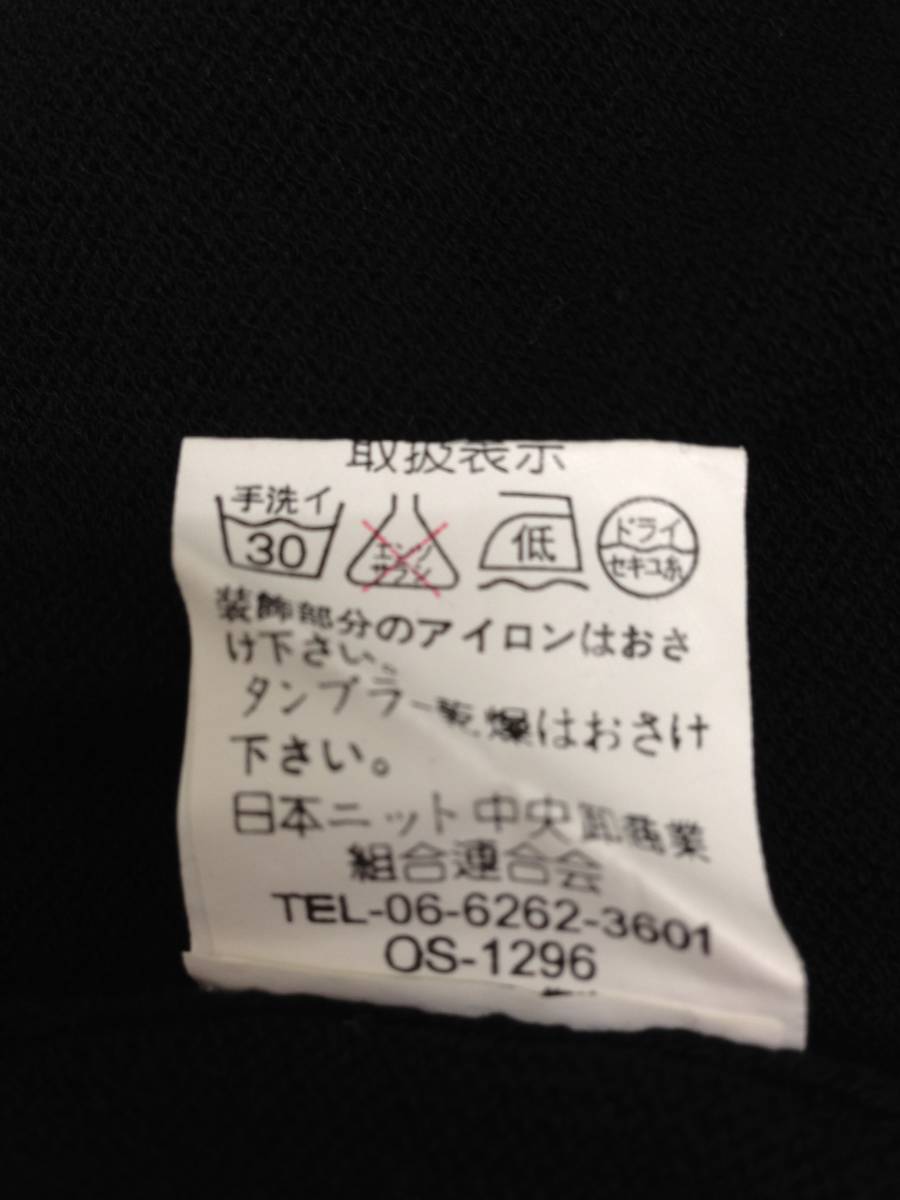 取扱表示
手洗イ
30
エンソ
サラシ
低
ドライ
セキユ系
装飾部分のアイロンはおさ
け下さい、
タンブラー乾燥はおさけ
下さい。
日本ニット中央卸商業
組合連合会
TEL-06-6262-3601
OS-1296